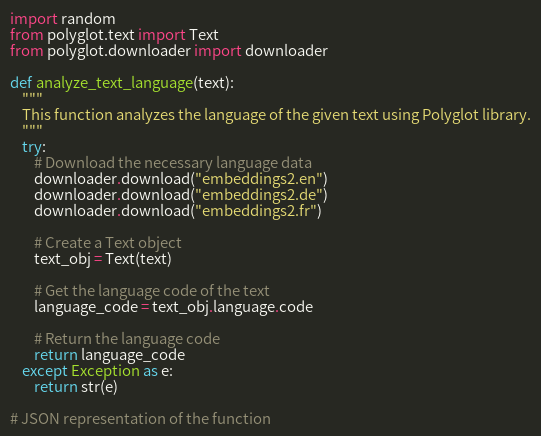 import random
from polyglot.text import Text
from polyglot.downloader import downloader

def analyze_text_language(text):
    """
    This function analyzes the language of the given text using Polyglot library.
    """
    try:
        # Download the necessary language data
        downloader.download("embeddings2.en")
        downloader.download("embeddings2.de")
        downloader.download("embeddings2.fr")

        # Create a Text object
        text_obj = Text(text)

        # Get the language code of the text
        language_code = text_obj.language.code

        # Return the language code
        return language_code
    except Exception as e:
        return str(e)

# JSON representation of the function